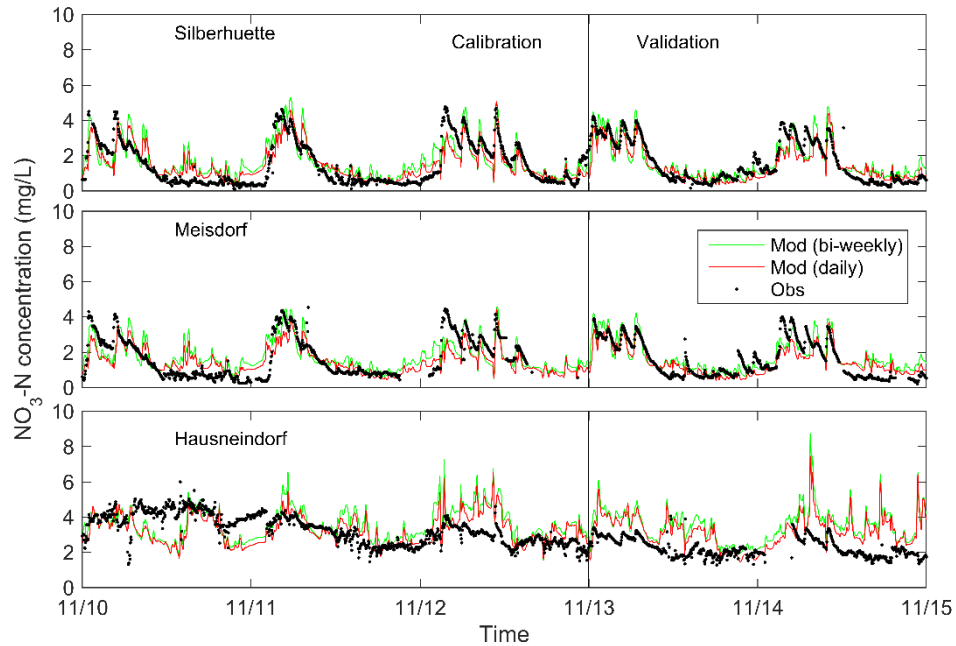 10
8
6
4
2
0
Silberhuette
Calibration
Validation
10
8
6
4
2
0
Meisdorf
Mod (bi-weekly)
Mod (daily)
Obs
10
8
6
4
2
0
Hausneindorf
NO3-N concentration (mg/L)
11/10
11/11
11/12
11/13
11/14
11/15
Time